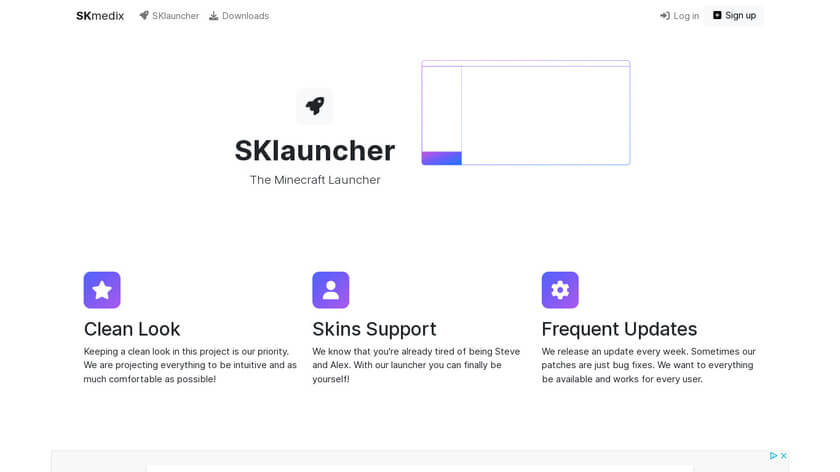 SKmedix
SKlauncher
Downloads
Log in
Sign up
SKlauncher
The Minecraft Launcher
Clean Look
Keeping a clean look in this project is our priority.
We are projecting everything to be intuitive and as
much comfortable as possible!
Skins Support
We know that you're already tired of being Steve
and Alex. With our launcher you can finally be
yourself!
Frequent Updates
We release an update every week. Sometimes our
patches are just bug fixes. We want to everything
be available and works for every user.